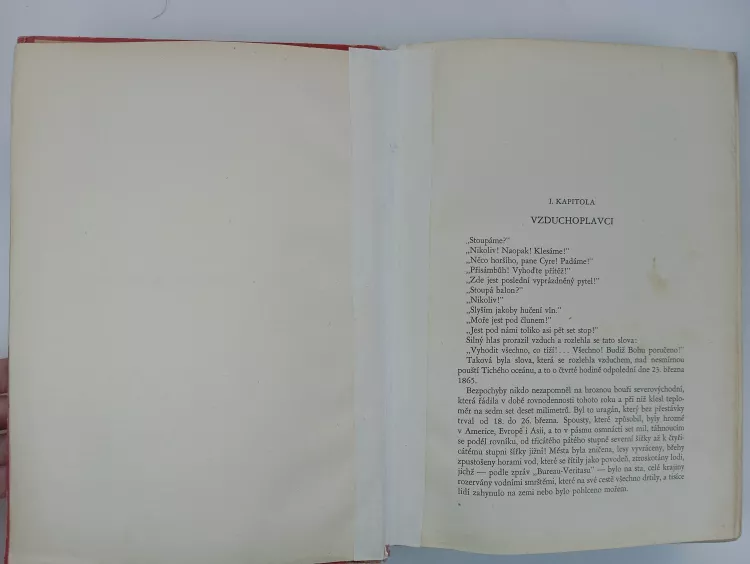 I. KAPITOLA
VZDUCHOPLAVCI
„Stoupáme?"
„Nikoliv! Naopak! Klesáme!"
„Něco horšího, pane Cyre! Padáme!"
„Přisámbůh! Vyhoďte přítěž!"
„Zde jest poslední vyprázdněný pytel!"
„Stoupá balon?"
„Nikoliv!"
„Slyším jakoby hučení vln."
„Moře jest pod člunem!"
„Jest pod námi toliko asi pět set stop!"
Silný hlas prorazil vzduch a rozlehla se tato slova:
„Vyhodit všechno, co tíží!... Všechno! Budiž Bohu poručeno!"
Taková byla slova, která se rozlehla vzduchem, nad nesmírnou
pouští Tichého oceánu, a to o čtvrté hodině odpolední dne 23. března
1865.
Bezpochyby nikdo nezapomněl na hroznou bouři severovýchodní,
která řádila v době rovnodennosti tohoto roku a při níž klesl teplo-
měr na sedm set deset milimetrů. Byl to uragán, který bez přestávky
trval od 18. do 26. března. Spousty, které způsobil, byly hrozné
v Americe, Evropě i Asii, a to v pásmu osmnácti set mil, táhnoucím
se podél rovníku, od třicátého pátého stupně severní šířky až k čtyři-
cátému stupni šířky jižní! Města byla zničena, lesy vyvráceny, břehy
zpustošeny horami vod, které se řítily jako povodeň, ztroskotány lodi,
jichž — podle zpráv „Bureau-Veritasu" — bylo na sta, celé krajiny
rozervány vodními smrštěmi, které na své cestě všechno drtily, a tisíce
lidí zahynulo na zemi nebo bylo pohlceno mořem.